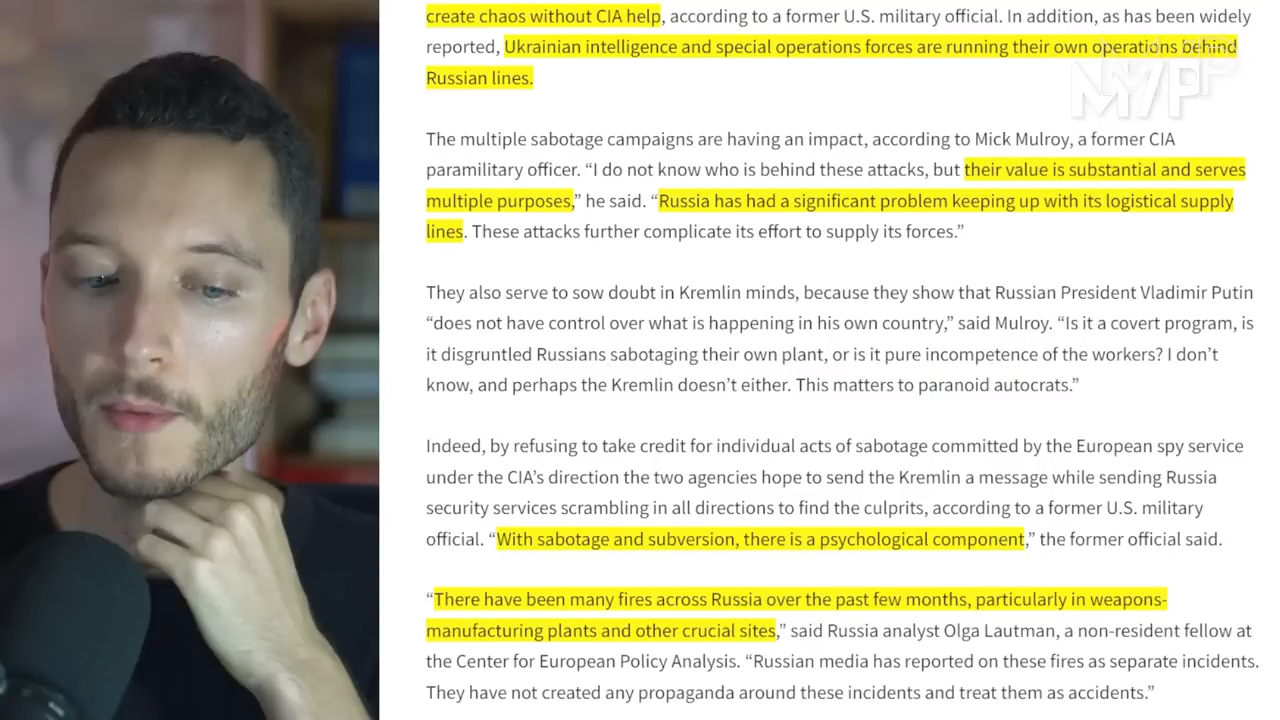 create chaos without CIA help, according to a former U.S. military official. In addition, as has been widely
reported, Ukrainian intelligence and special operations forces are running their own operations behind
Russian lines.
The multiple sabotage campaigns are having an impact, according to Mick Mulroy, a former CIA
paramilitary officer. “I do not know who is behind these attacks, but their value is substantial and serves
multiple purposes,” he said. “Russia has had a significant problem keeping up with its logistical supply
lines. These attacks further complicate its effort to supply its forces.”
They also serve to sow doubt in Kremlin minds, because they show that Russian President Vladimir Putin
“does not have control over what is happening in his own country,” said Mulroy. “Is it a covert program, is
it disgruntled Russians sabotaging their own plant, or is it pure incompetence of the workers? I don’t
know, and perhaps the Kremlin doesn’t either. This matters to paranoid autocrats.”
Indeed, by refusing to take credit for individual acts of sabotage committed by the European spy service
under the CIA’s direction the two agencies hope to send the Kremlin a message while sending Russia
security services scrambling in all directions to find the culprits, according to a former U.S. military
official. “With sabotage and subversion, there is a psychological component,” the former official said.
“There have been many fires across Russia over the past few months, particularly in weapons-
manufacturing plants and other crucial sites,” said Russia analyst Olga Lautman, a non-resident fellow at
the Center for European Policy Analysis. “Russian media has reported on these fires as separate incidents.
They have not created any propaganda around these incidents and treat them as accidents.”